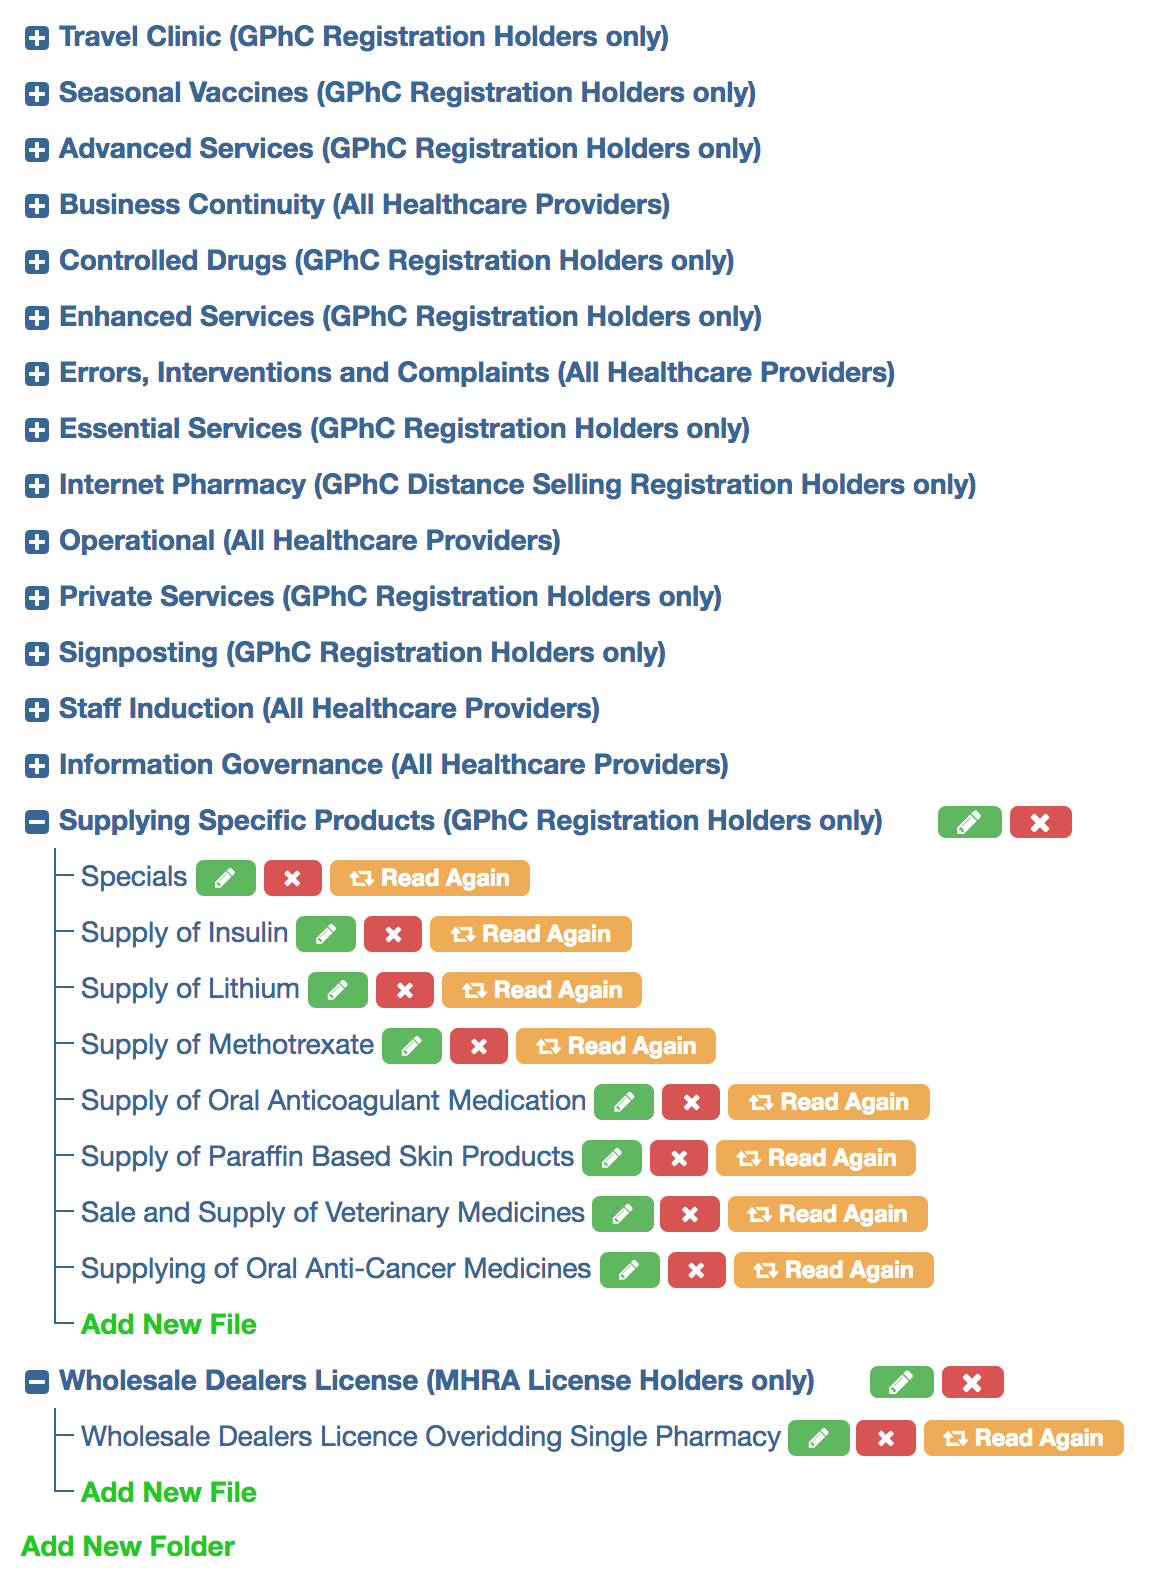 Travel Clinic (GPhC Registration Holders only)
Seasonal Vaccines (GPhC Registration Holders only)
Advanced Services (GPhC Registration Holders only)
Business Continuity (All Healthcare Providers)
Controlled Drugs (GPhC Registration Holders only)
Enhanced Services (GPhC Registration Holders only)
Errors, Interventions and Complaints (All Healthcare Providers)
Essential Services (GPhC Registration Holders only)
Internet Pharmacy (GPhC Distance Selling Registration Holders only)
Operational (All Healthcare Providers)
Private Services (GPhC Registration Holders only)
Signposting (GPhC Registration Holders only)
Staff Induction (All Healthcare Providers)
Information Governance (All Healthcare Providers)
Supplying Specific Products (GPhC Registration Holders only)
Specials Read Again
Supply of Insulin Read Again
Supply of Lithium Read Again
Supply of Methotrexate Read Again
Supply of Oral Anticoagulant Medication Read Again
Supply of Paraffin Based Skin Products Read Again
Sale and Supply of Veterinary Medicines Read Again
Supplying of Oral Anti-Cancer Medicines Read Again
Add New File
Wholesale Dealers License (MHRA License Holders only)
Wholesale Dealers Licence Overidding Single Pharmacy Read Again
Add New File
Add New Folder